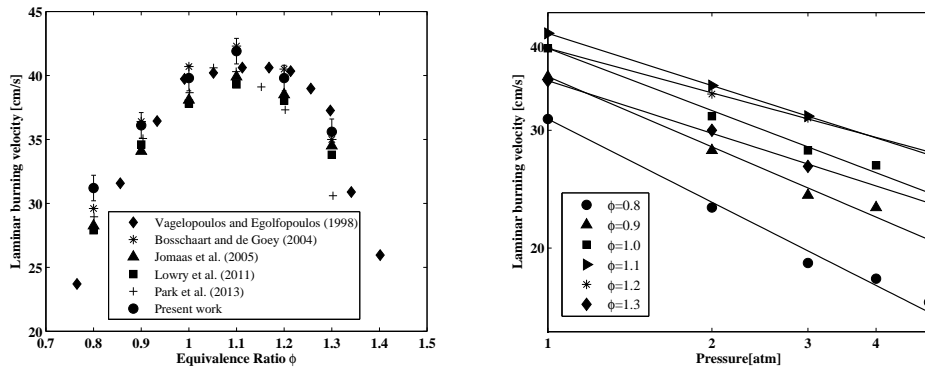 45
40
35
30
25
20
Laminar burning velocity [cm/s]
0.7 0.8 0.9 1 1.1 1.2 1.3 1.4 1.5
Equivalence Ratio ϕ
Vagelopoulos and Egolfopoulos (1998)
Bosschaart and de Goey (2004)
Jomaas et al. (2005)
Lowry et al. (2011)
Park et al. (2013)
Present work
40
30
20
Laminar burning velocity [cm/s]
1 2 3 4
Pressure[atm]
ϕ=0.8
ϕ=0.9
ϕ=1.0
ϕ=1.1
ϕ=1.2
ϕ=1.3